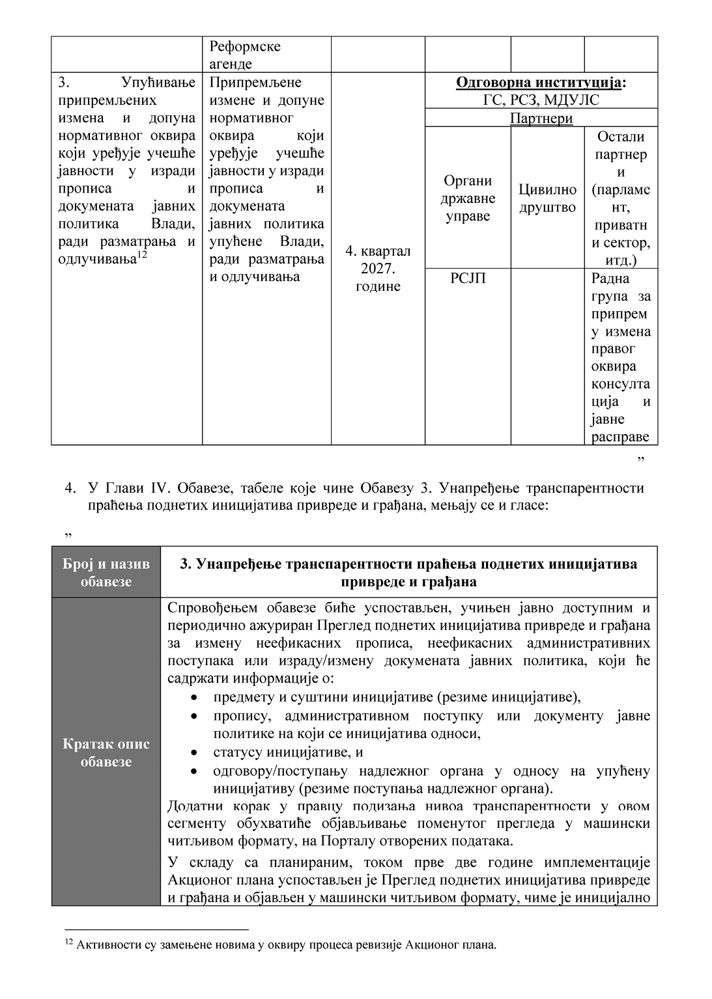 Реформске
агенде
3. Упућивање
припремљених
измена и допуна
нормативног оквира
који уређује учешће
јавности у изради
прописа и
докумената јавних
политика Влади,
ради разматрања и
одлучивања12
Припремљене
измене и допуне
нормативног
оквира који
уређује учешће
јавности у изради
прописа и
докумената
јавних политика
упућене Влади,
ради разматрања
и одлучивања
4. квартал
2027.
године
Одговорна институција:
ГС, РСЗ, МДУЛС
Партнери
Органи
државне
управе
Цивилно
друштво
Остали
партнер
и
(парламе
нт,
приватн
и сектор,
итд.)
РСЈП
Радна
група за
припрем
у измена
правог
оквира
консулта
ција и
јавне
расправе
”
4. У Глави IV. Обавезе, табеле које чине Обавезу 3. Унапређење транспарентности
праћења поднетих иницијатива привреде и грађана, мењају се и гласе:
„
Број и назив
обавезе
3. Унапређење транспарентности праћења поднетих иницијатива
привреде и грађана
Кратак опис
обавезе
Спровођењем обавезе биће успостављен, учињен јавно доступним и
периодично ажуриран Преглед поднетих иницијатива привреде и грађана
за измену неефикасних прописа, неефикасних административних
поступака или израду/измену докумената јавних политика, који ће
садржати информације о:
• предмету и суштини иницијативе (резиме иницијативе),
• пропису, административном поступку или документу јавне
политике на који се иницијатива односи,
• статусу иницијативе, и
• одговору/поступању надлежног органа у односу на упућену
иницијативу (резиме поступања надлежног органа).
Додатни корак у правцу подизања нивоа транспарентности у овом
сегменту обухватиће објављивање поменутог прегледа у машински
читљивом формату, на Порталу отворених података.
У складу са планираним, током прве две године имплементације
Акционог плана успостављен је Преглед поднетих иницијатива привреде
и грађана и објављен у машински читљивом формату, чиме је иницијално
12 Активности су замењене новима у оквиру процеса ревизије Акционог плана.